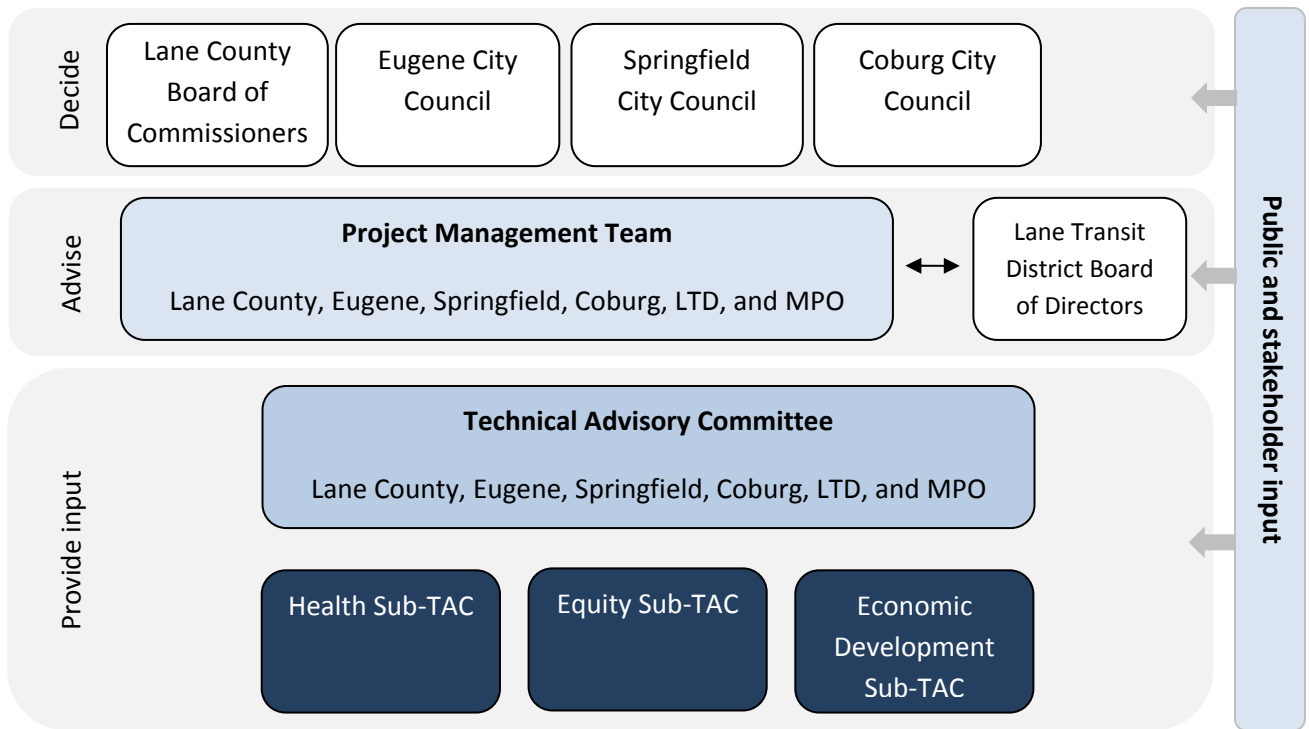 Decide
Lane County
Board of
Commissioners
Eugene City
Council
Springfield
City Council
Coburg City
Council
Advise
Project Management Team
Lane County, Eugene, Springfield, Coburg, LTD, and MPO
Lane Transit
District Board
of Directors
Provide input
Technical Advisory Committee
Lane County, Eugene, Springfield, Coburg, LTD, and MPO
Health Sub-TAC
Equity Sub-TAC
Economic
Development
Sub-TAC
Public and stakeholder input